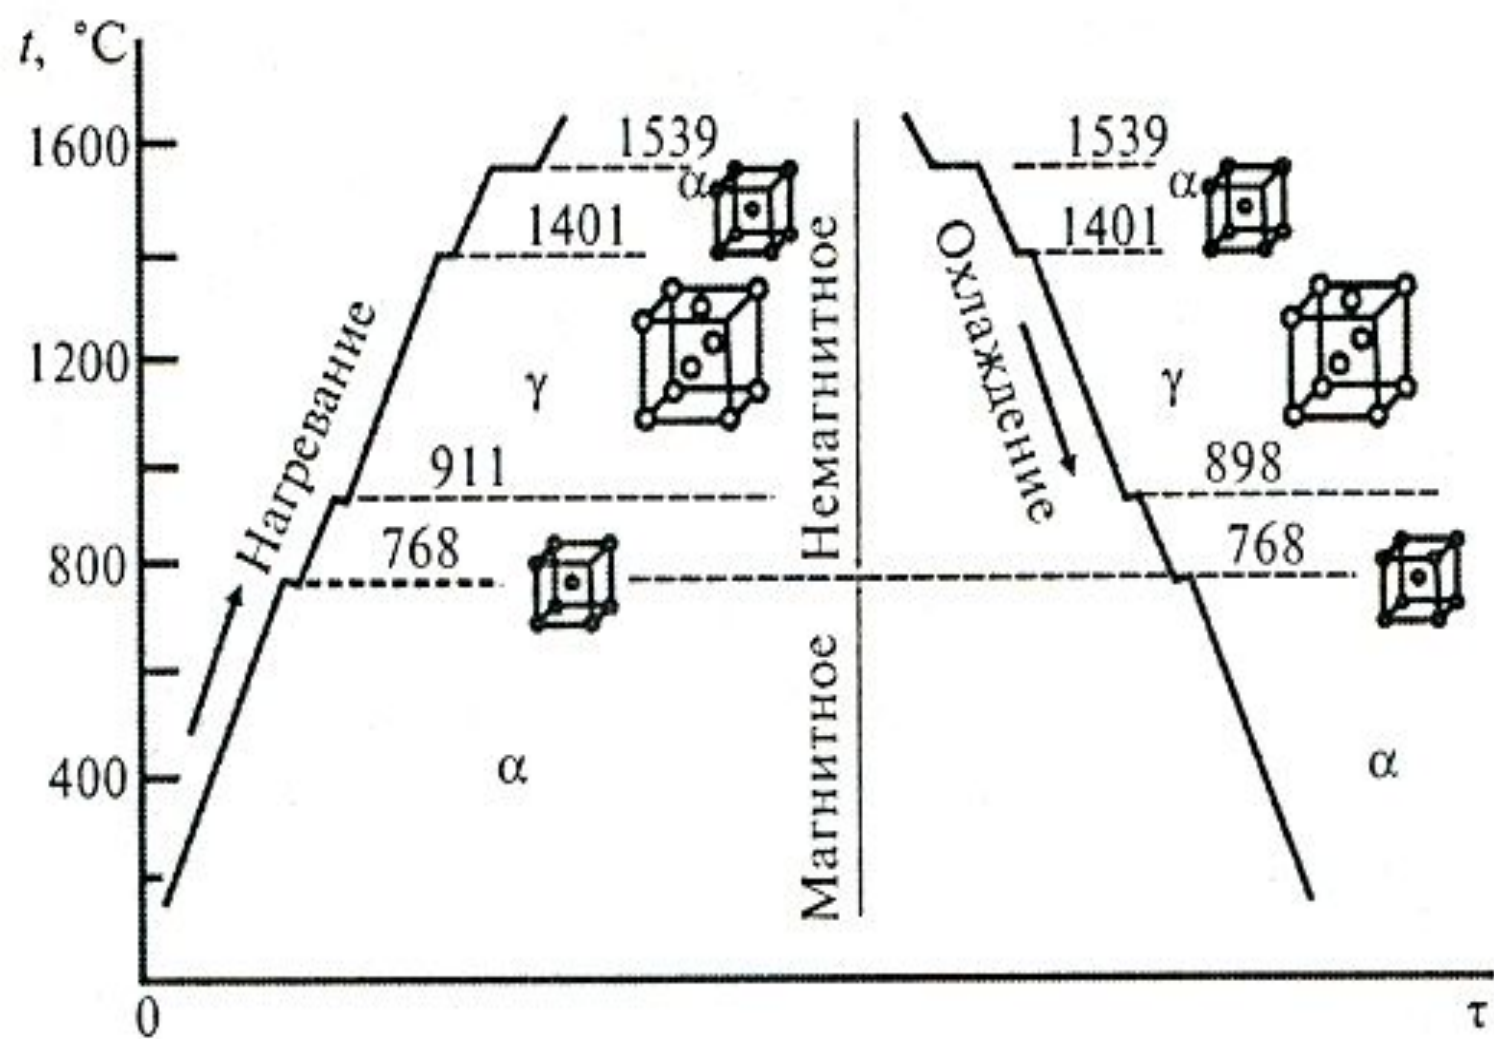 t, °C
1600
1200
800
400
0
τ
Нагревание
1539
α
1401
γ
911
768
α
Немагнитное
Магнитное
Охлаждение
1539
α
1401
γ
898
768
α